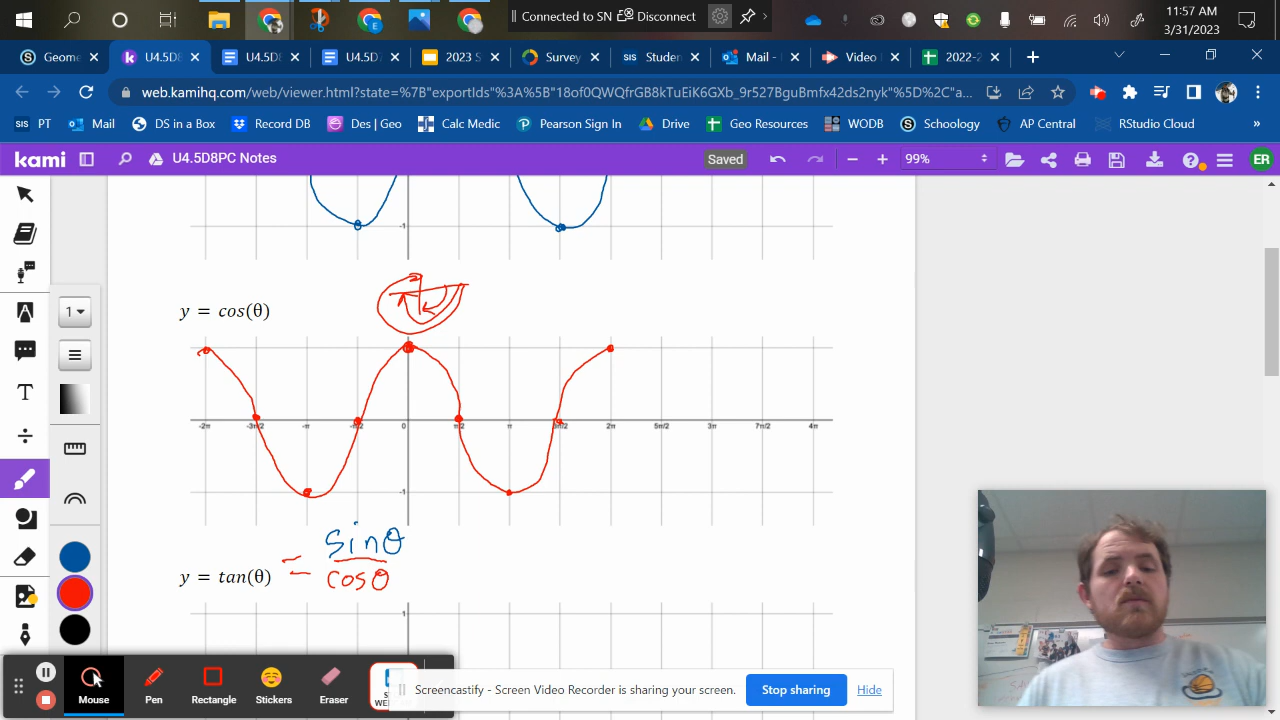 Connected to SN Disconnect
11:57 AM
3/31/2023
Geome
U4.5D8
U4.5D8
U4.5D
2023 S
Survey
SIS Studen
Mail -
Video
2022-2
web.kamihq.com/web/viewer.html?state=%7B"exportIds"%3A%5B"18of0QWQfrGB8kTuEiK6GXb_9r527BguBmfx42ds2nyk"%5D%2C"a...
SIS PT
Mail
DS in a Box
Record DB
Des | Geo
Calc Medic
Pearson Sign In
Drive
Geo Resources
WODB
Schoology
AP Central
RStudio Cloud
»
kami
U4.5D8PC Notes
Saved
99%
ER
1
T
-1
y = cos(θ)
-2π -3π/2 -π -π/2 0 π/2 π 3π/2 2π 5π/2 3π 7π/2 4π
-1
y = tan(θ) = sinθ
cosθ
1
Mouse
Pen
Rectangle
Stickers
Eraser
Screencastify - Screen Video Recorder is sharing your screen.
Stop sharing
Hide